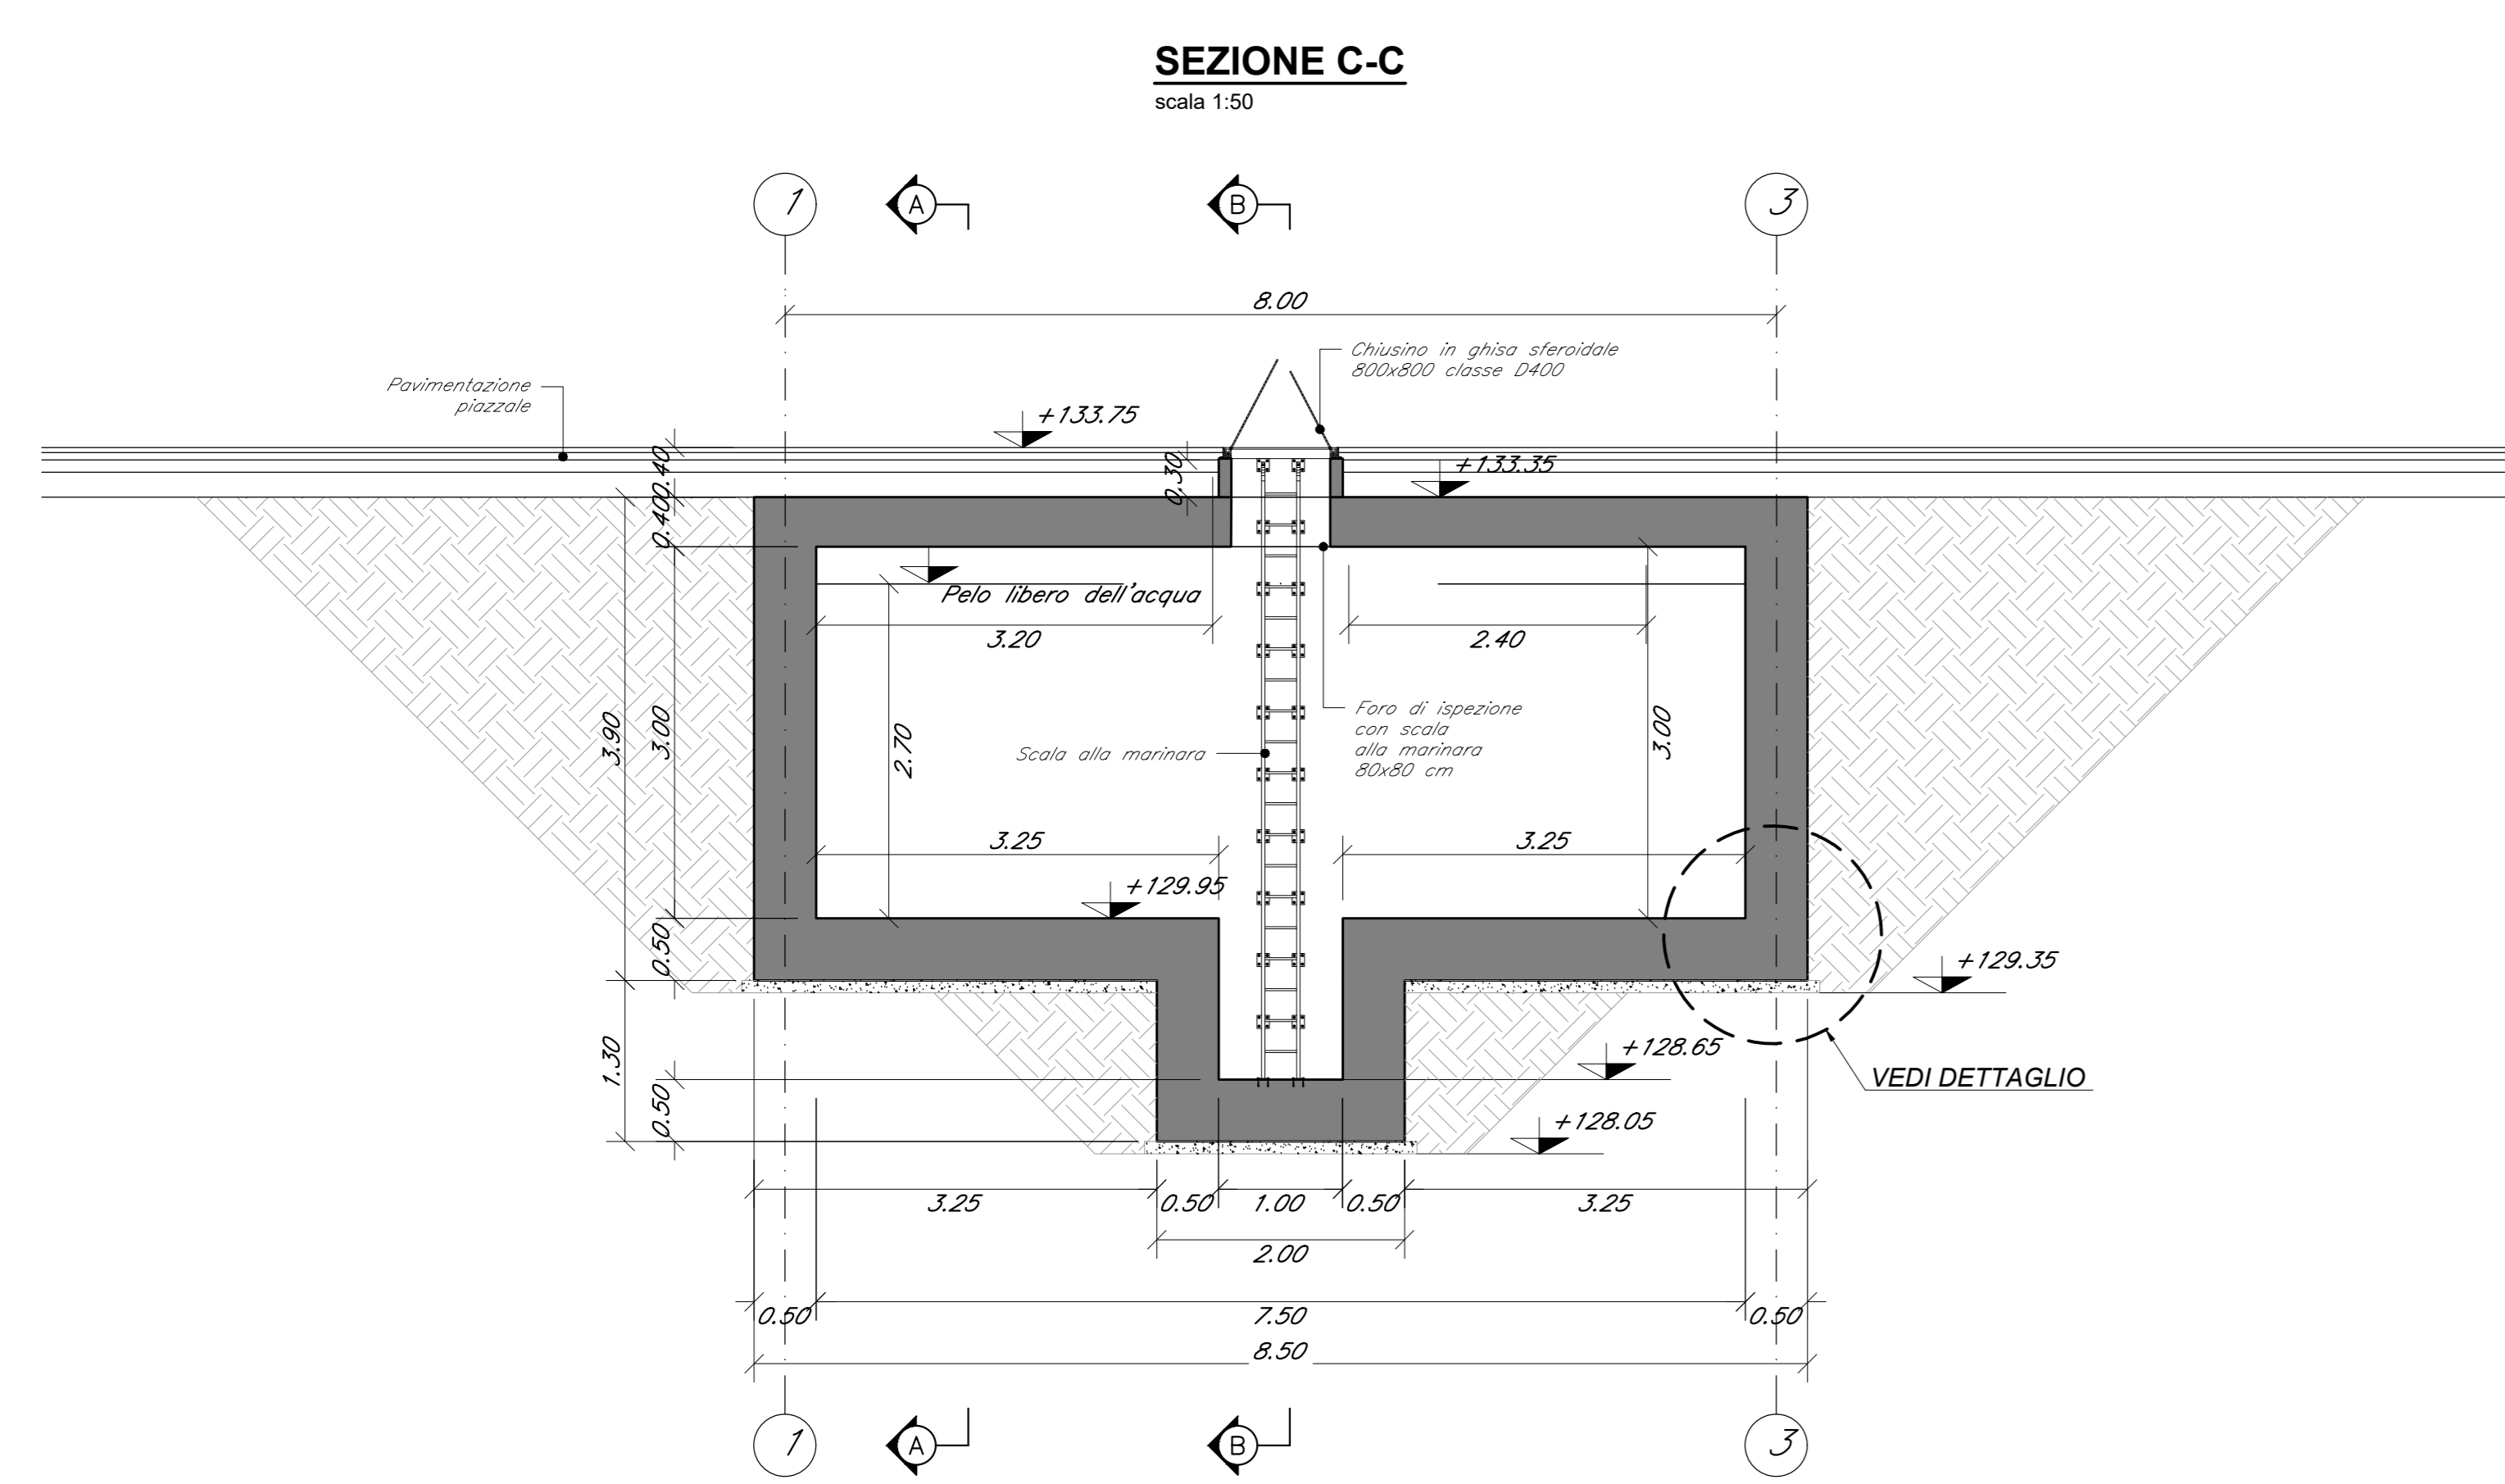 SEZIONE C-C
scala 1:50
1
A
B
3
8.00
Chiusino in ghisa sferoidale
800x800 classe D400
Pavimentazione
piazzale
+133.75
0.40
0.30
+133.35
0.40
Pelo libero dell'acqua
3.20
2.40
3.90
3.00
2.70
Foro di ispezione
con scala
alla marinara
80x80 cm
Scala alla marinara
3.00
3.25
3.25
+129.95
0.50
+129.35
1.30
+128.65
VEDI DETTAGLIO
0.50
+128.05
3.25
0.50
1.00
0.50
3.25
2.00
0.50
7.50
0.50
8.50
1
A
B
3